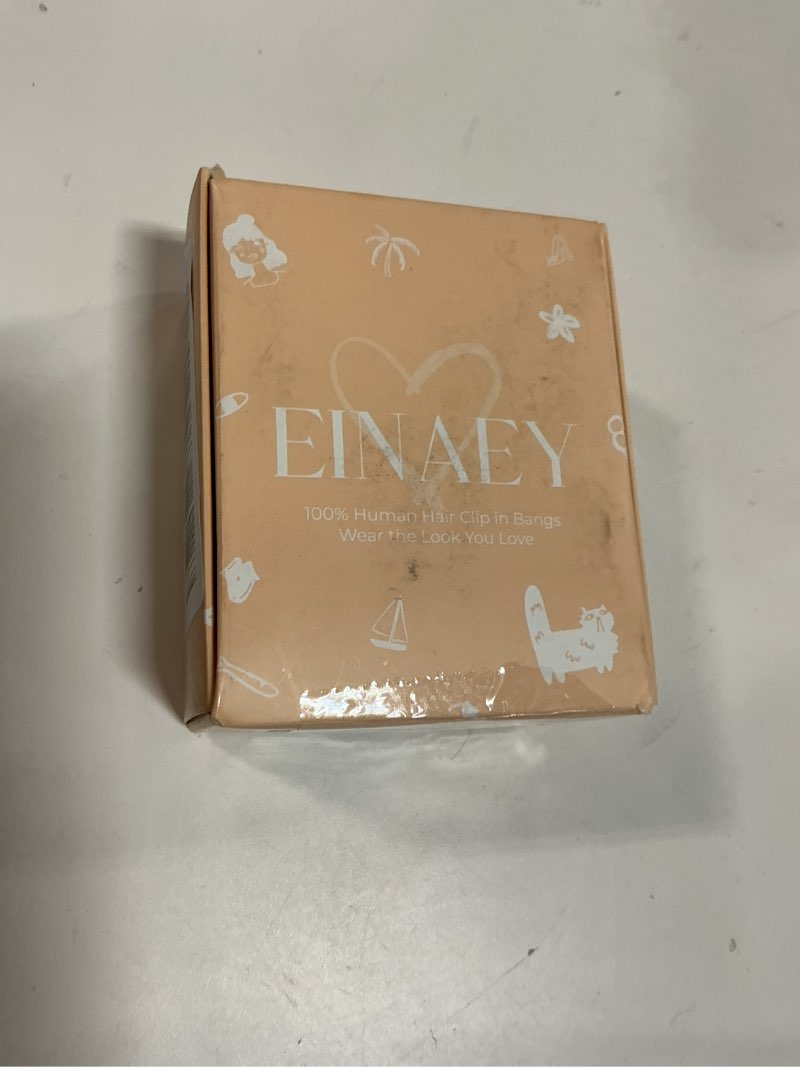 EINAEY
100% Human Hair Clip in Bangs
Wear the Look You Love